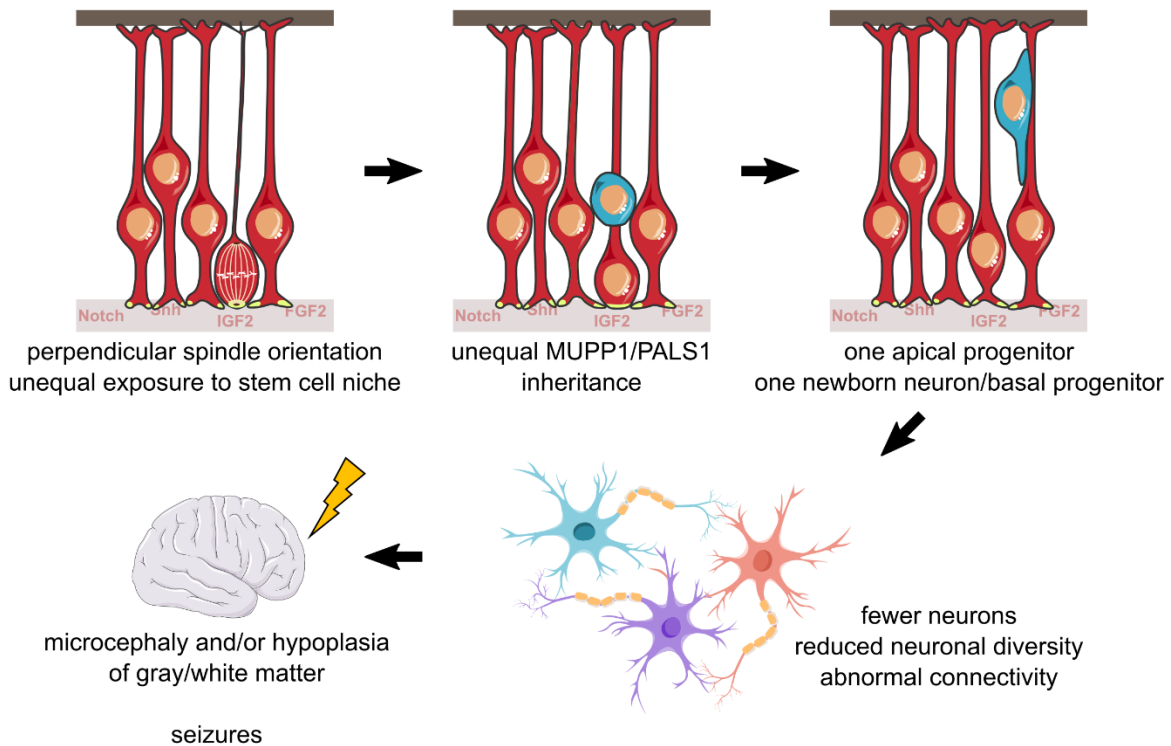 Notch Shh IGF2 FGF2
perpendicular spindle orientation
unequal exposure to stem cell niche
Notch Shh IGF2 FGF2
unequal MUPP1/PALS1
inheritance
Notch Shh IGF2 FGF2
one apical progenitor
one newborn neuron/basal progenitor
fewer neurons
reduced neuronal diversity
abnormal connectivity
microcephaly and/or hypoplasia
of gray/white matter
seizures